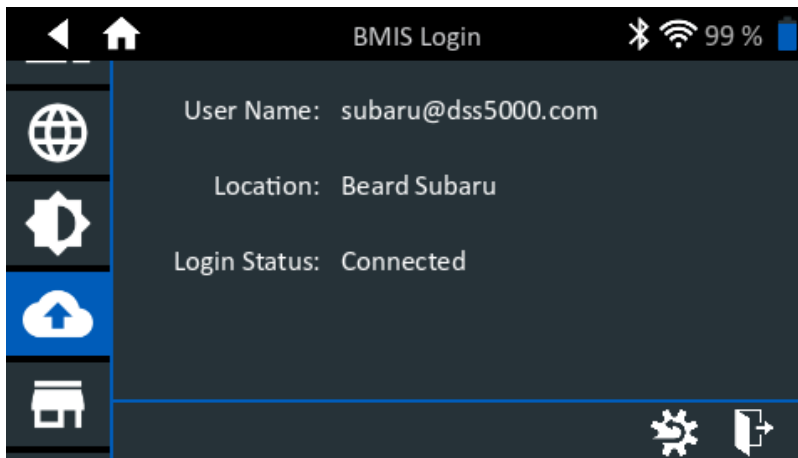 BMIS Login
99 %
User Name: subaru@dss5000.com
Location: Beard Subaru
Login Status: Connected